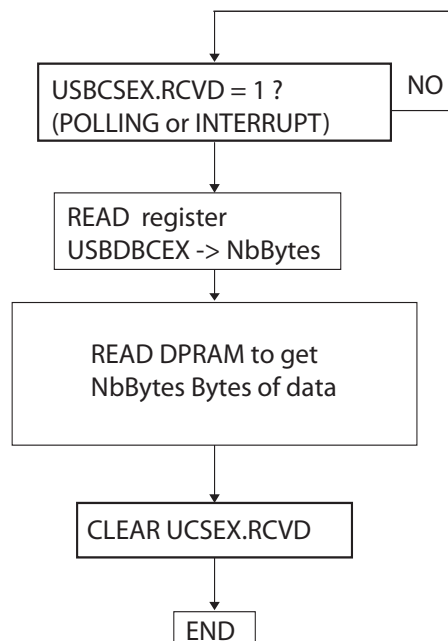 USBCSEX.RCVD = 1 ?
(POLLING or INTERRUPT)
NO
READ register
USBDBCEX -> NbBytes
READ DPRAM to get
NbBytes Bytes of data
CLEAR UCSEX.RCVD
END